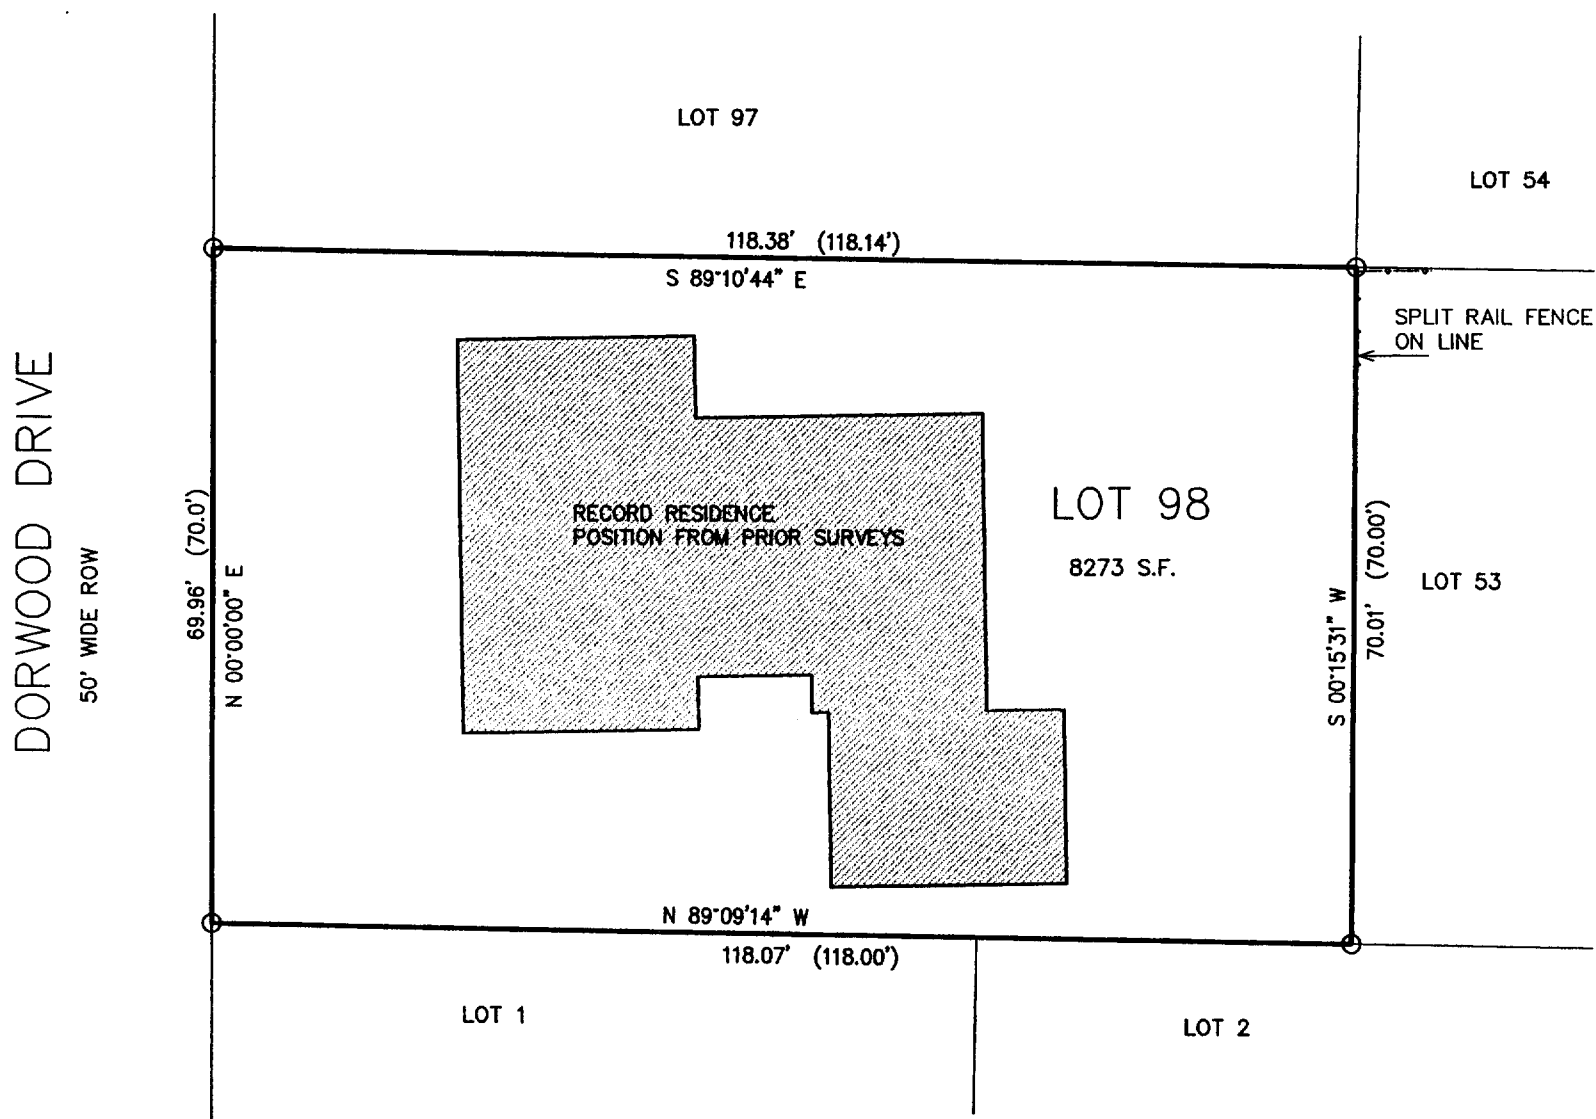 LOT 97
LOT 54
118.38' (118.14')
S 89°10'44" E
SPLIT RAIL FENCE
ON LINE
DORWOOD DRIVE
50' WIDE ROW
69.96' (70.0')
N 00°00'00" E
RECORD RESIDENCE
POSITION FROM PRIOR SURVEYS
LOT 98
8273 S.F.
S 00°15'31" W
70.01' (70.00')
LOT 53
N 89°09'14" W
118.07' (118.00')
LOT 1
LOT 2